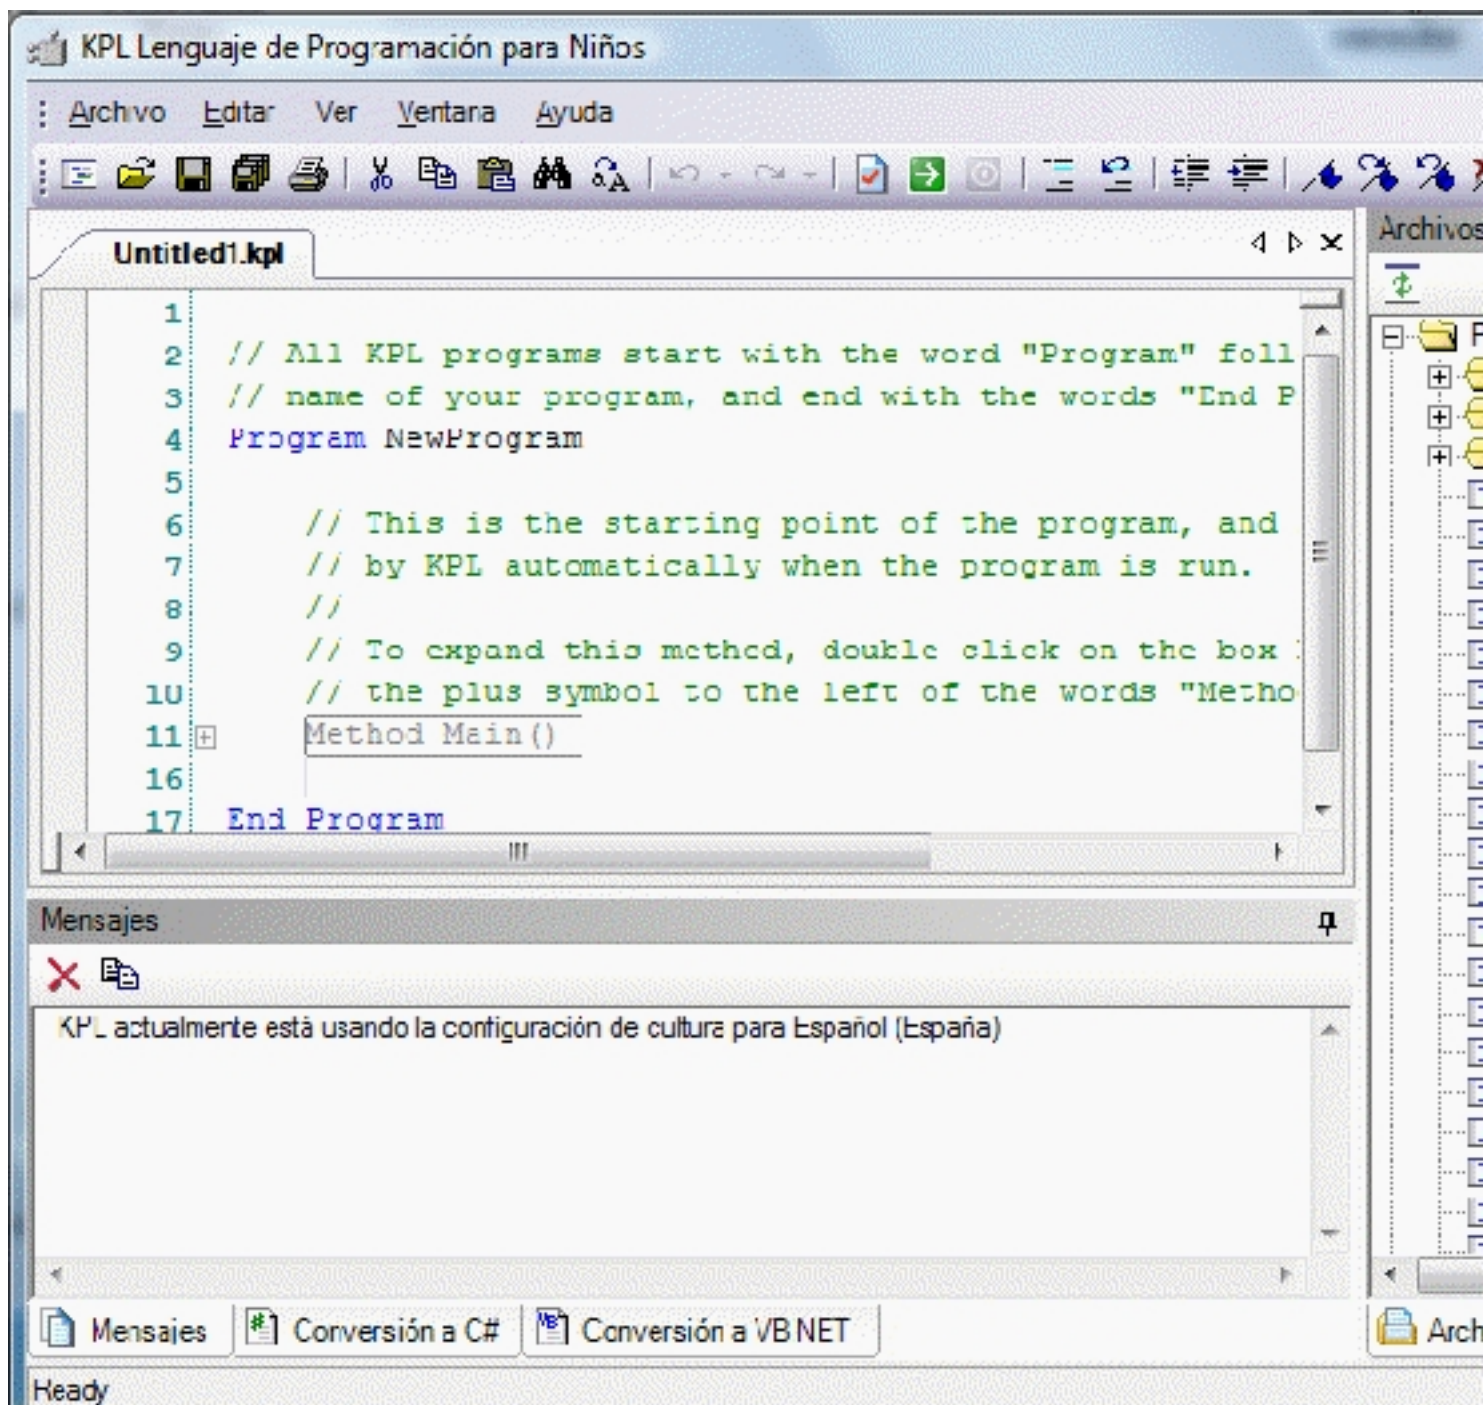 KPL Lenguaje de Programación para Niños
Archivo Editar Ver Ventana Ayuda
Untitled1.kpl
Archivos
1
2 // All KPL programs start with the word "Program" foll
3 // name of your program, and end with the words "End P
4 Program NewProgram
5
6 // This is the starting point of the program, and
7 // by KPL automatically when the program is run.
8 //
9 // To expand this method, double click on the box
10 // the plus symbol to the left of the words "Metho
11 Method Main()
16
17 End Program
Mensajes
KPL actualmente está usando la configuración de cultura para Español (España)
Mensajes Conversión a C# Conversión a VB NET
Arch
Ready